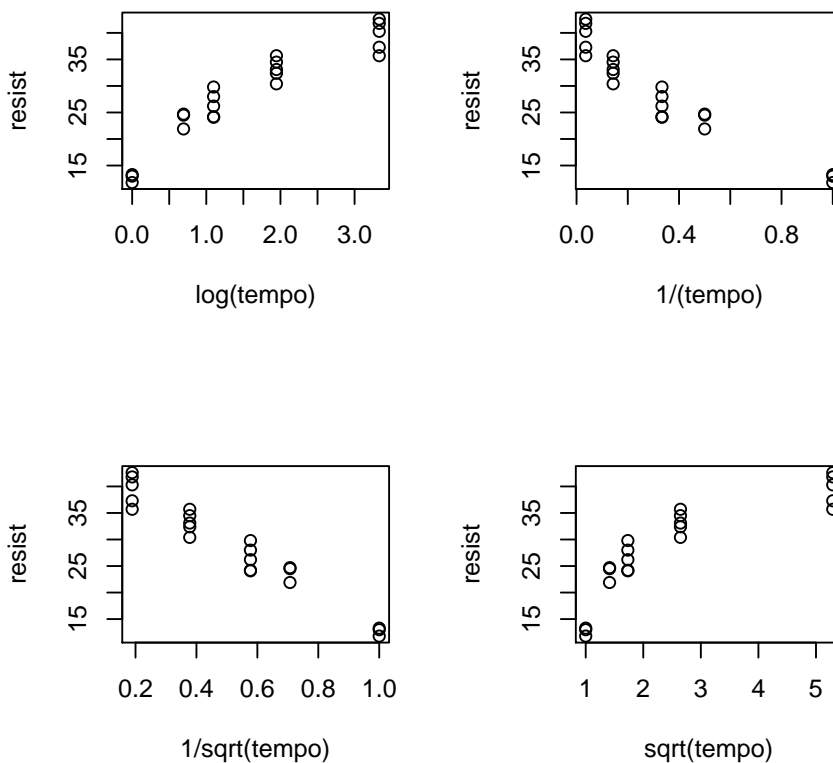 resist
35
25
15
0.0 1.0 2.0 3.0
log(tempo)
resist
35
25
15
0.0 0.4 0.8
1/(tempo)
resist
35
25
15
0.2 0.4 0.6 0.8 1.0
1/sqrt(tempo)
resist
35
25
15
1 2 3 4 5
sqrt(tempo)